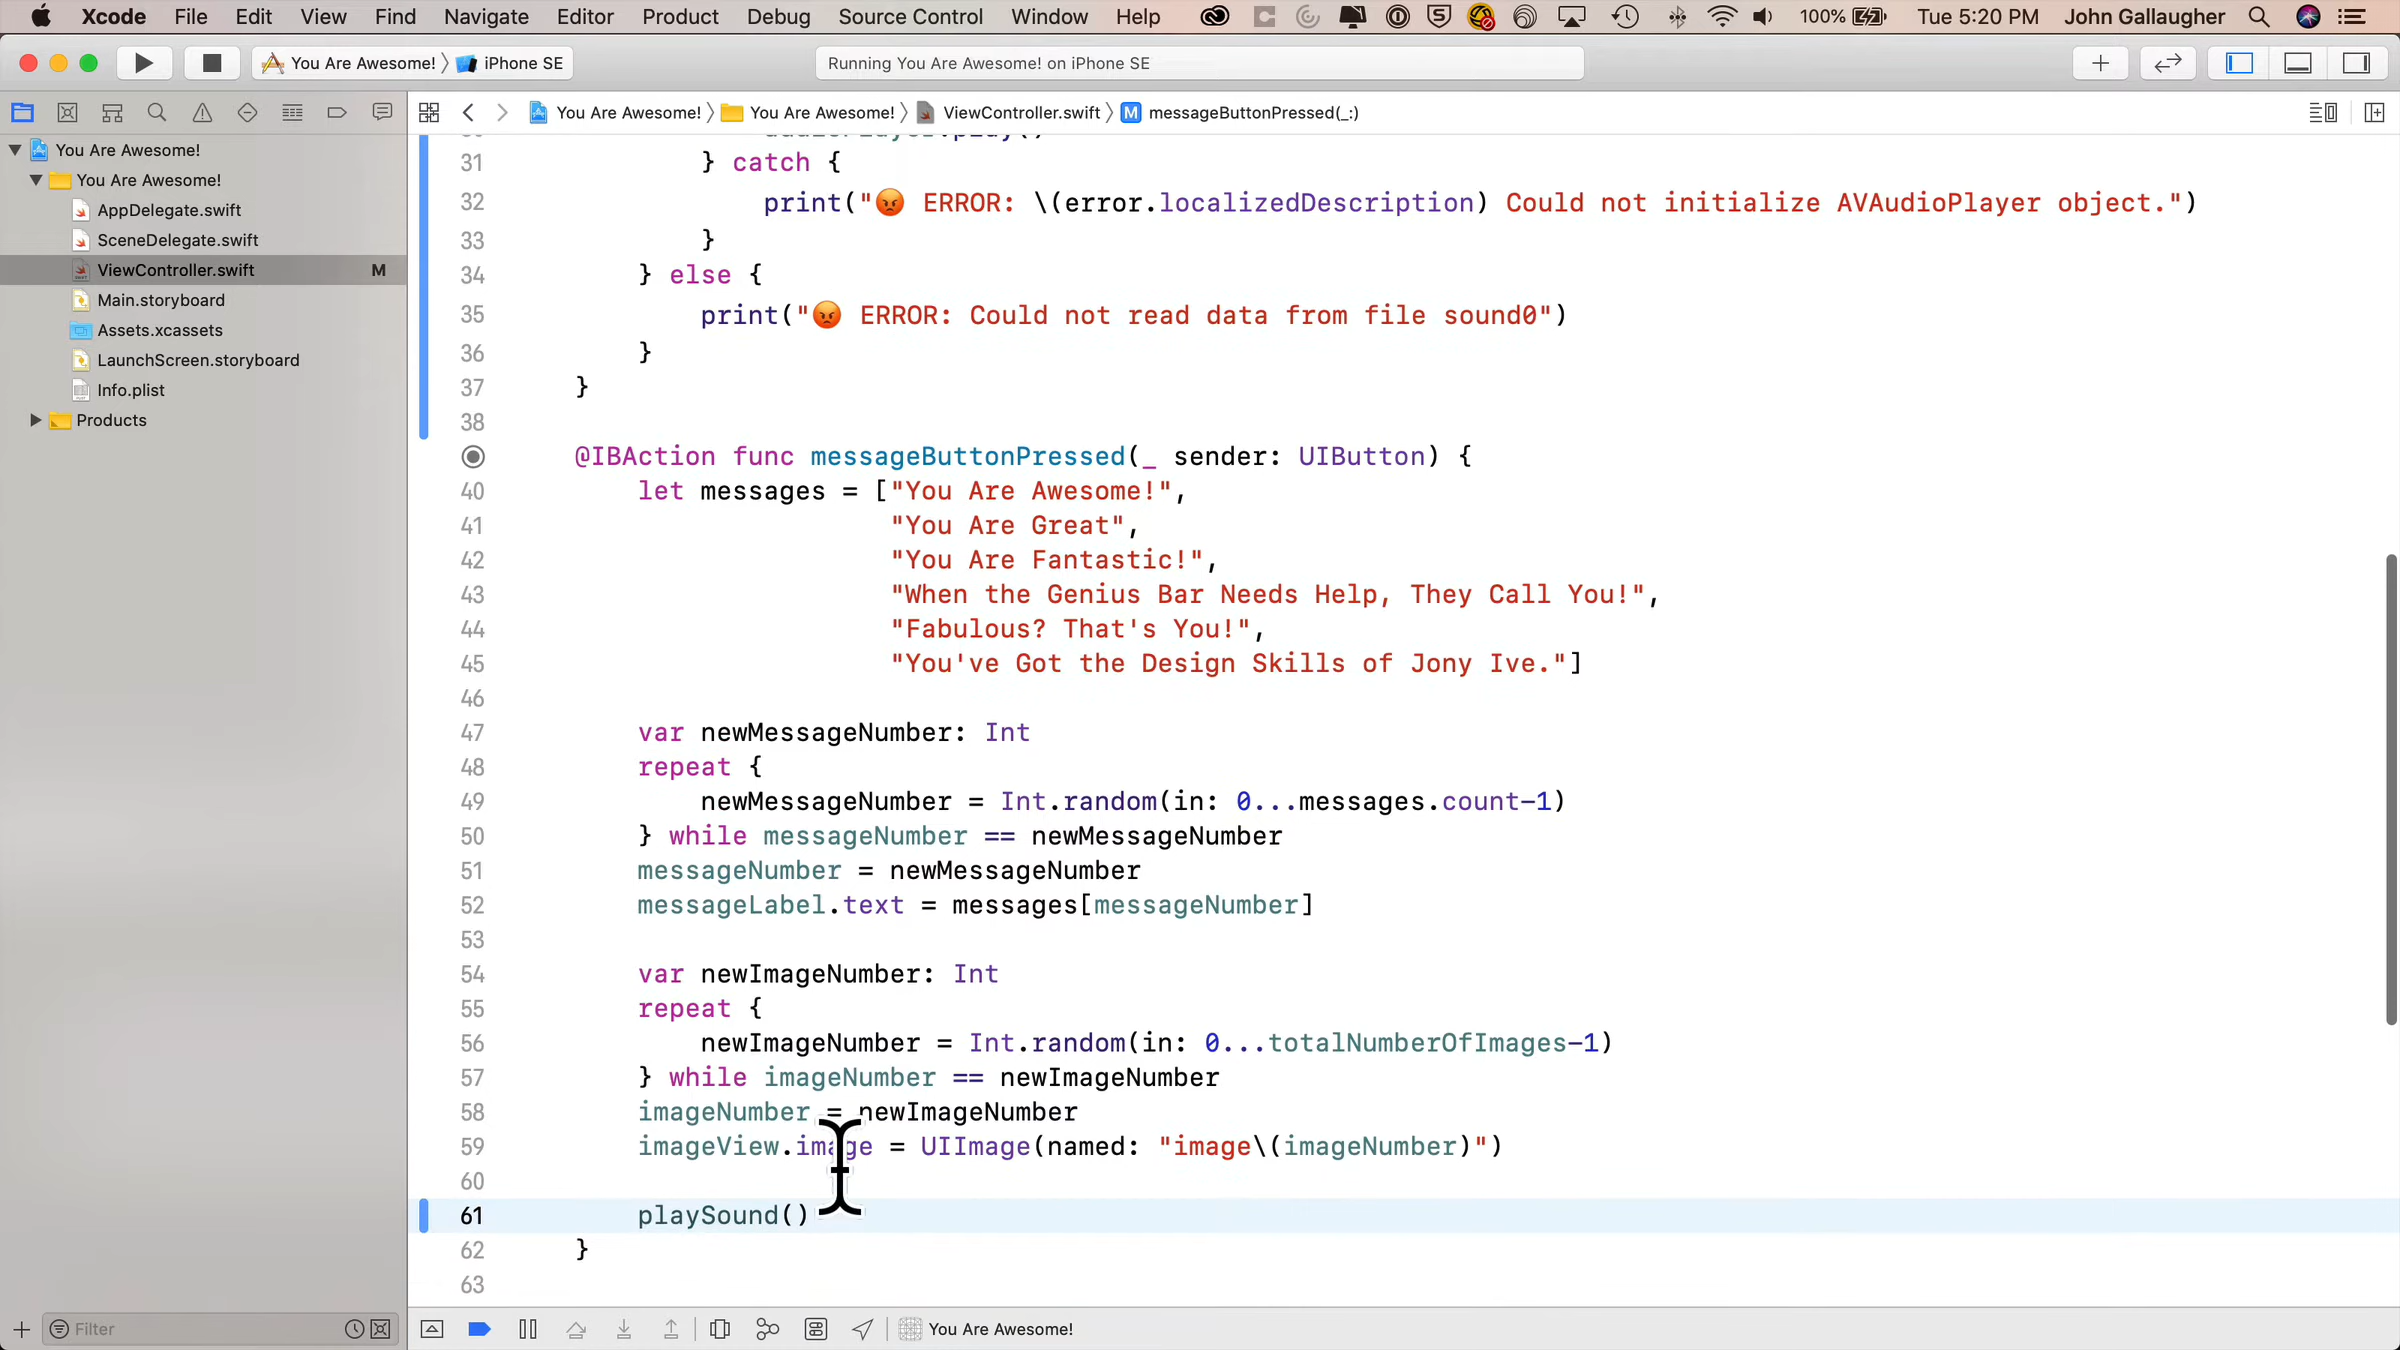 Xcode File Edit View Find Navigate Editor Product Debug Source Control Window Help 100% Tue 5:20 PM John Gallaugher
You Are Awesome! iPhone SE Running You Are Awesome! on iPhone SE
You Are Awesome! You Are Awesome! ViewController.swift M messageButtonPressed(_:)
You Are Awesome!
You Are Awesome!
AppDelegate.swift
SceneDelegate.swift
ViewController.swift M
Main.storyboard
Assets.xcassets
LaunchScreen.storyboard
Info.plist
Products
31 } catch {
32 print("😡 ERROR: \(error.localizedDescription) Could not initialize AVAudioPlayer object.")
33 }
34 } else {
35 print("😡 ERROR: Could not read data from file sound0")
36 }
37 }
38
@IBAction func messageButtonPressed(_ sender: UIButton) {
40 let messages = ["You Are Awesome!",
41 "You Are Great",
42 "You Are Fantastic!",
43 "When the Genius Bar Needs Help, They Call You!",
44 "Fabulous? That's You!",
45 "You've Got the Design Skills of Jony Ive."]
46
47 var newMessageNumber: Int
48 repeat {
49 newMessageNumber = Int.random(in: 0...messages.count-1)
50 } while messageNumber == newMessageNumber
51 messageNumber = newMessageNumber
52 messageLabel.text = messages[messageNumber]
53
54 var newImageNumber: Int
55 repeat {
56 newImageNumber = Int.random(in: 0...totalNumberOfImages-1)
57 } while imageNumber == newImageNumber
58 imageNumber = newImageNumber
59 imageView.image = UIImage(named: "image\(imageNumber)")
60
61 playSound()
62 }
63
Filter You Are Awesome!